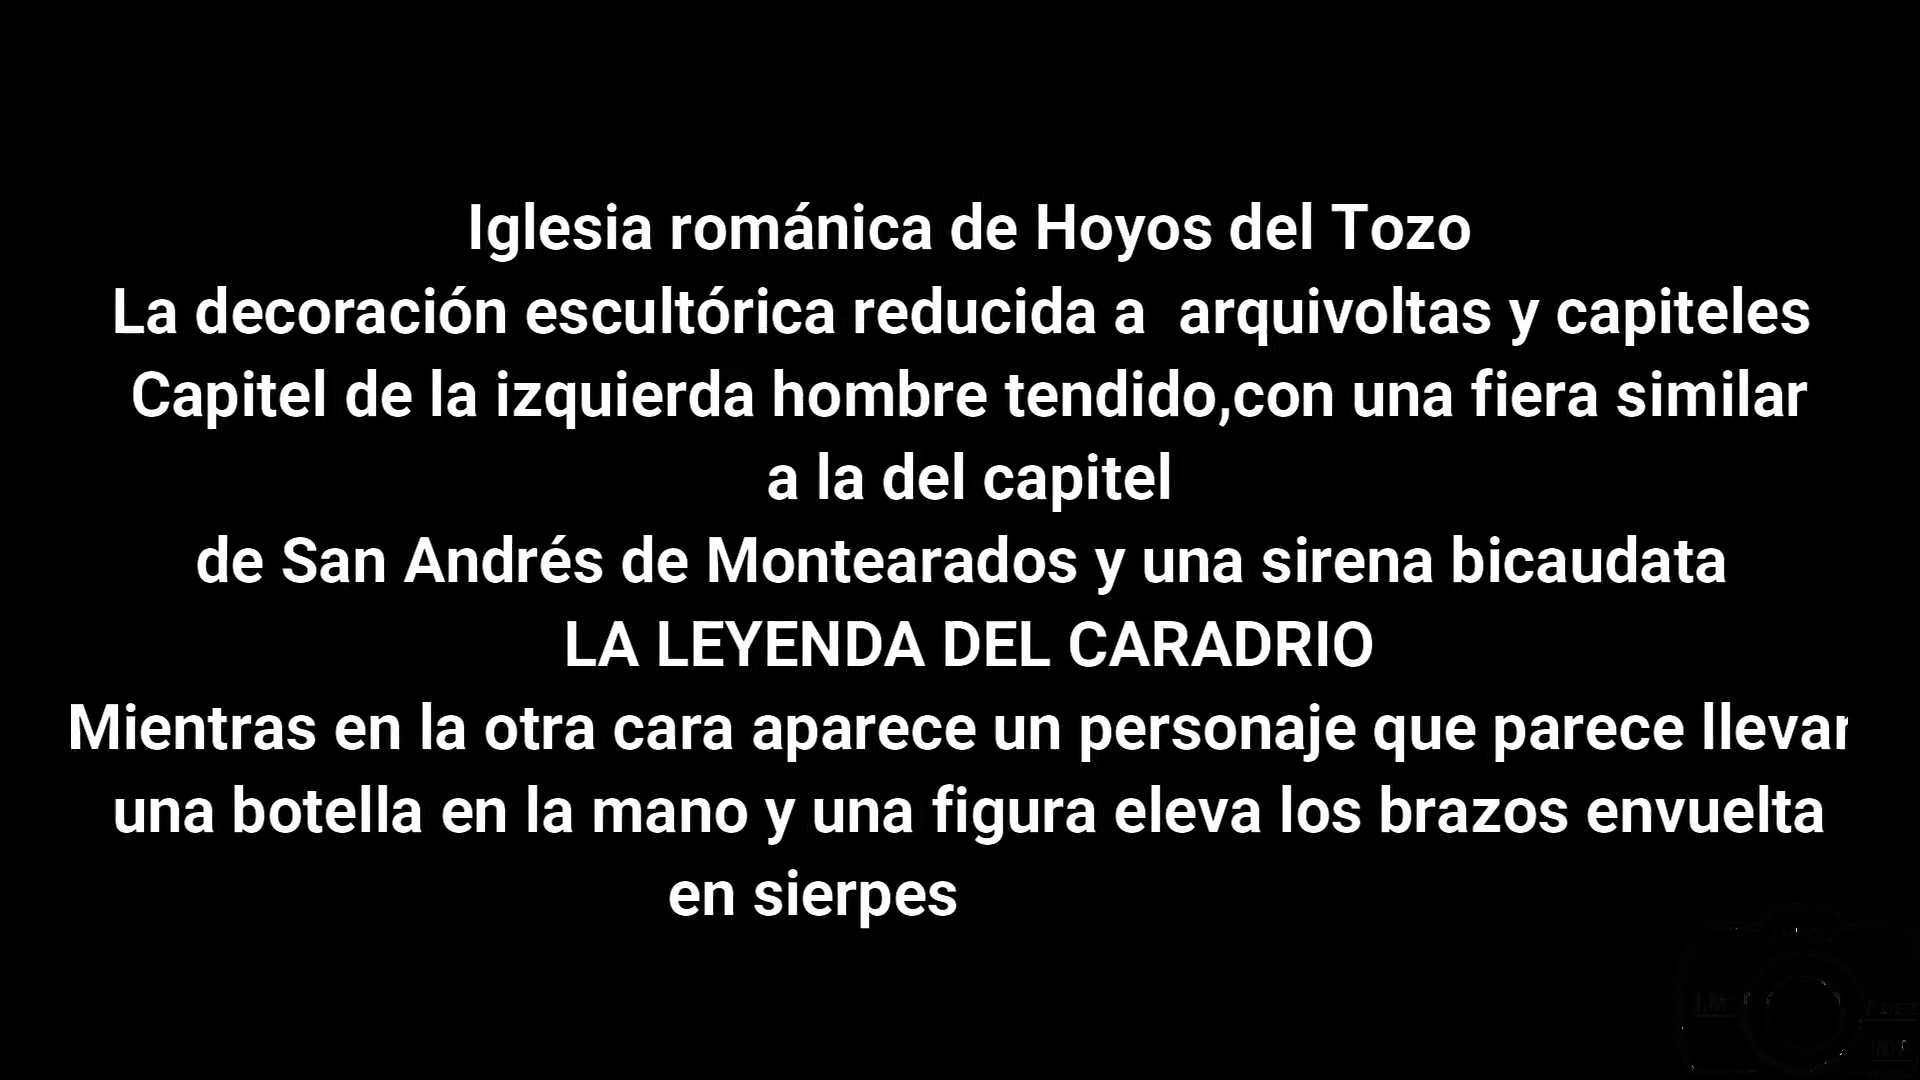 Iglesia románica de Hoyos del Tozo
La decoración escultórica reducida a  arquivoltas y capiteles
Capitel de la izquierda hombre tendido,con una fiera similar
a la del capitel
de San Andrés de Montearados y una sirena bicaudata
LA LEYENDA DEL CARADRIO
Mientras en la otra cara aparece un personaje que parece llevar
una botella en la mano y una figura eleva los brazos envuelta
en sierpes